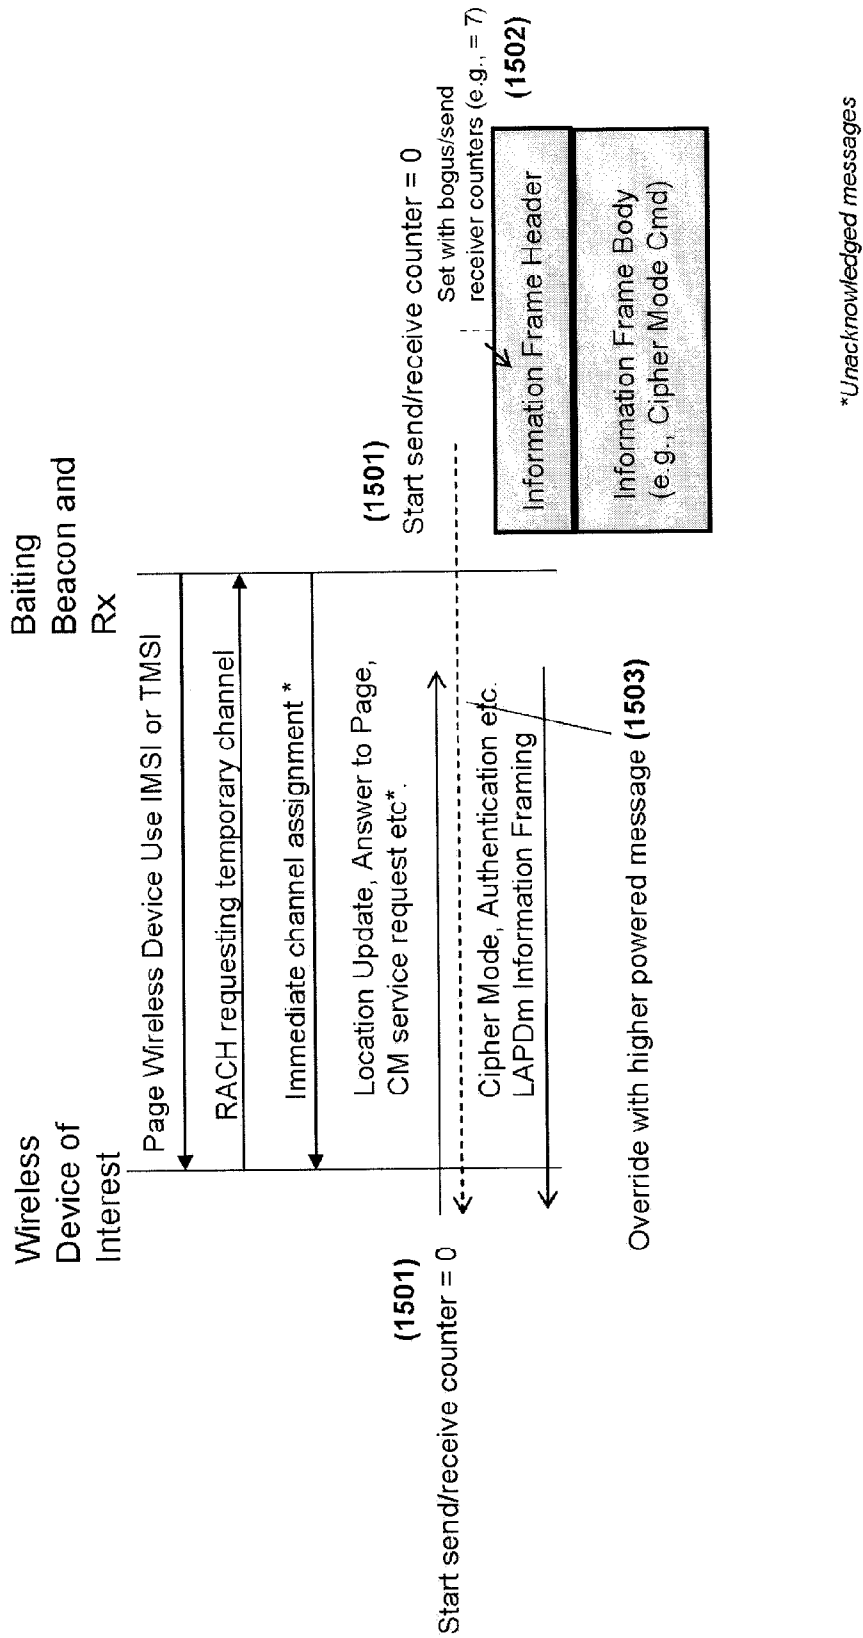 Wireless
Device of
Interest
Baiting
Beacon and
Rx
Page Wireless Device Use IMSI or TMSI
RACH requesting temporary channel
Immediate channel assignment *
(1501)
Start send/receive counter = 0
(1501)
Start send/receive counter = 0
Location Update, Answer to Page,
CM service request etc*.
Set with bogus/send
receiver counters (e.g., = 7)
(1502)
Cipher Mode, Authentication etc.
LAPDm Information Framing
Information Frame Header
Information Frame Body
(e.g., Cipher Mode Cmd)
Override with higher powered message (1503)
*Unacknowledged messages